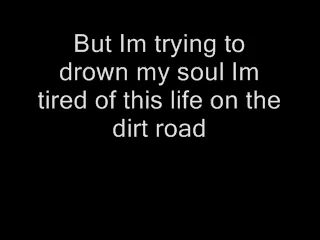 But Im trying to
drown my soul Im
tired of this life on the
dirt road